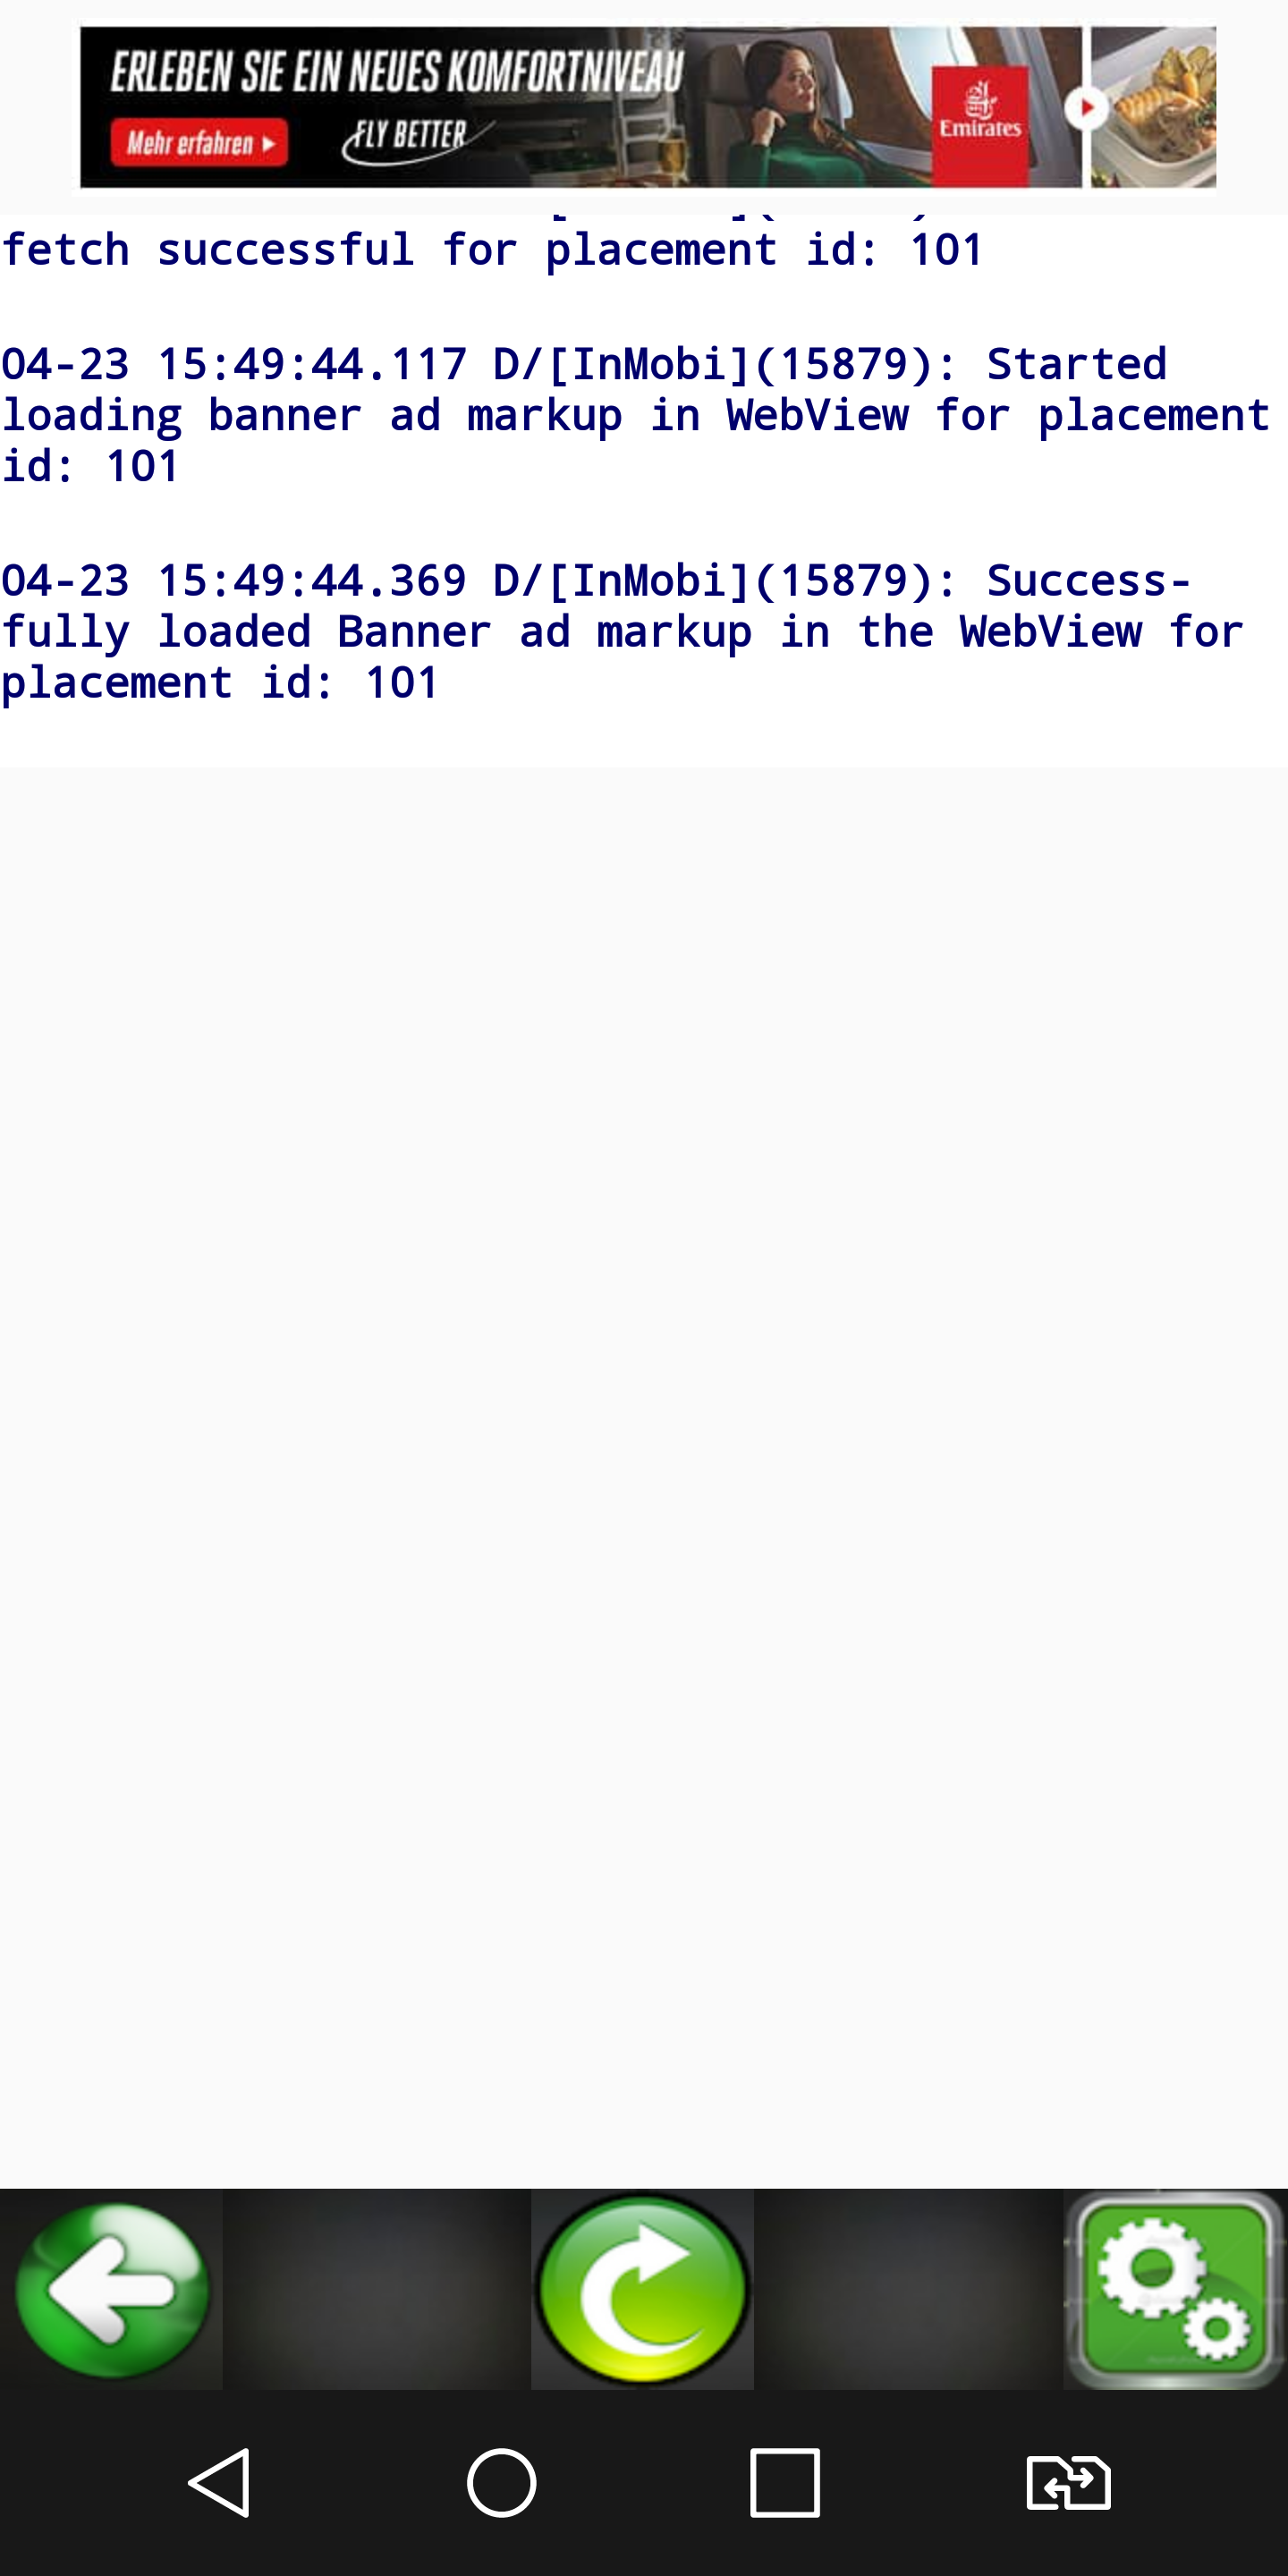 ERLEBEN SIE EIN NEUES KOMFORTNIVEAU
Mehr erfahren
FLY BETTER
Emirates
fetch successful for placement id: 101
04-23 15:49:44.117 D/[InMobi](15879): Started
loading banner ad markup in WebView for placement
id: 101
04-23 15:49:44.369 D/[InMobi](15879): Success-
fully loaded Banner ad markup in the WebView for
placement id: 101